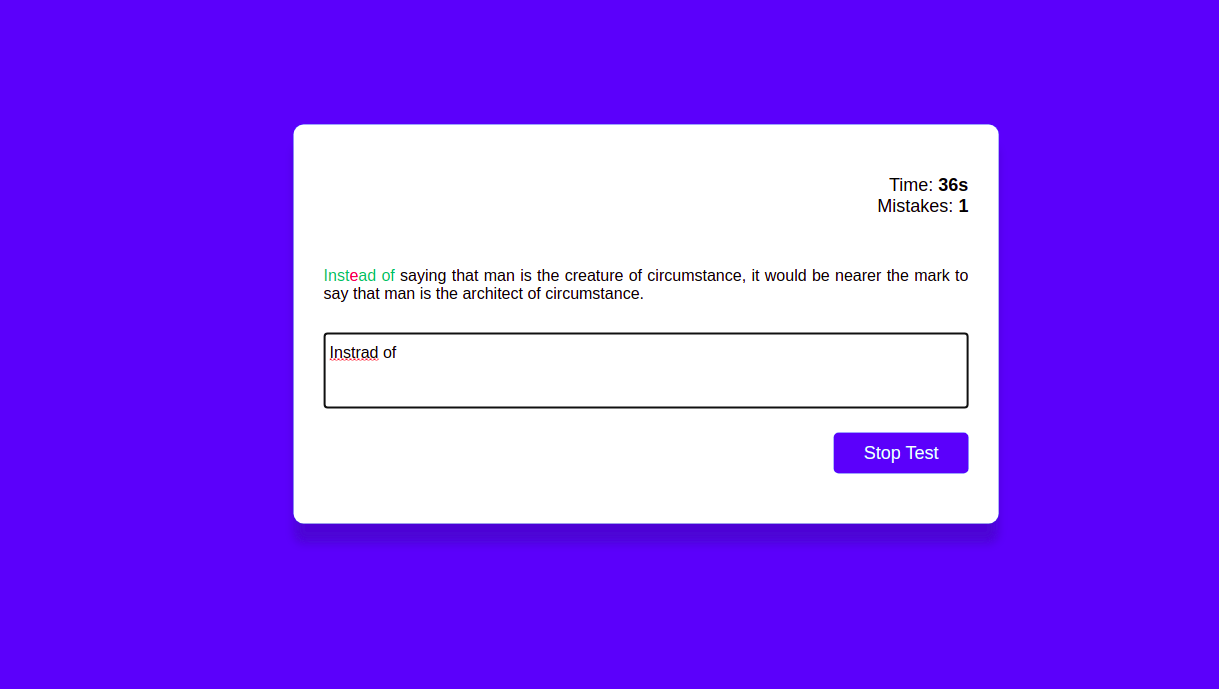 Time: 36s
Mistakes: 1
Instead of saying that man is the creature of circumstance, it would be nearer the mark to
say that man is the architect of circumstance.
Instrad of
Stop Test